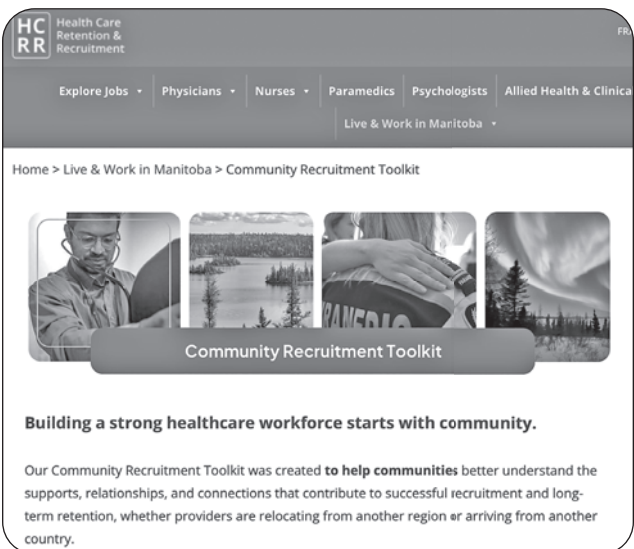 HC
RR
Health Care
Retention &
Recruitment
Explore Jobs
Physicians
Nurses
Paramedics
Psychologists
Allied Health & Clinica
Live & Work in Manitoba
Home > Live & Work in Manitoba > Community Recruitment Toolkit
Community Recruitment Toolkit
Building a strong healthcare workforce starts with community.
Our Community Recruitment Toolkit was created to help communities better understand the
supports, relationships, and connections that contribute to successful recruitment and long-
term retention, whether providers are relocating from another region or arriving from another
country.